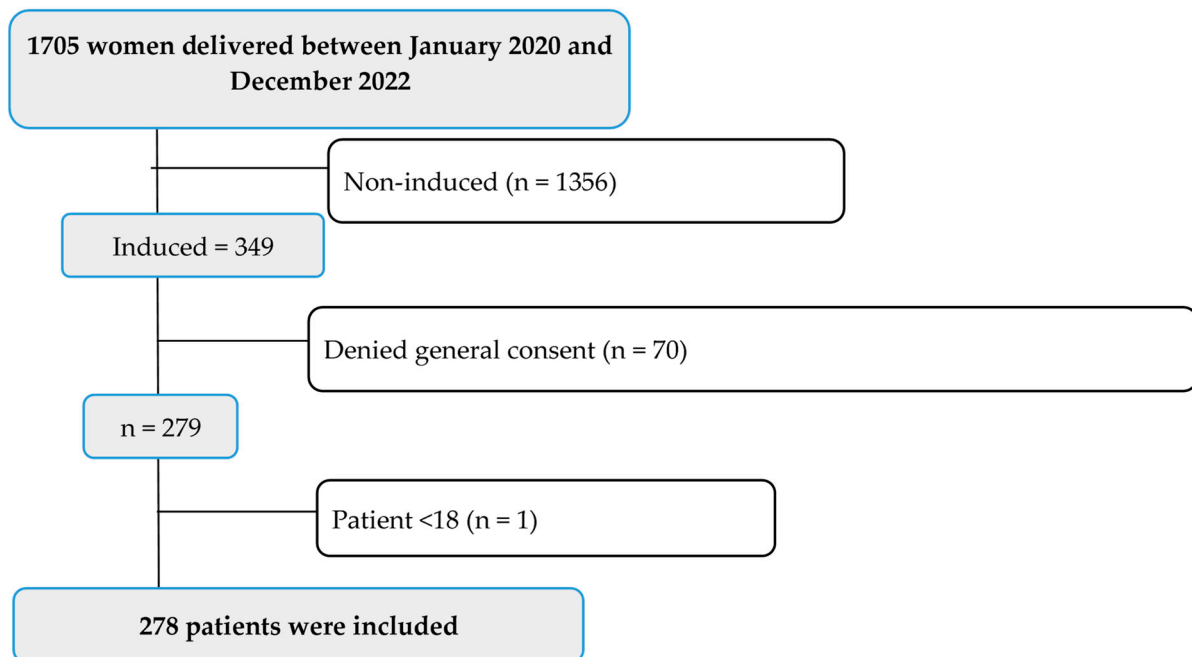 1705 women delivered between January 2020 and
December 2022
Non-induced (n = 1356)
Induced = 349
Denied general consent (n = 70)
n = 279
Patient <18 (n = 1)
278 patients were included